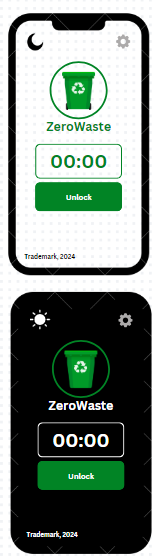 ZeroWaste
00:00
Unlock
Trademark, 2024
ZeroWaste
00:00
Unlock
Trademark, 2024